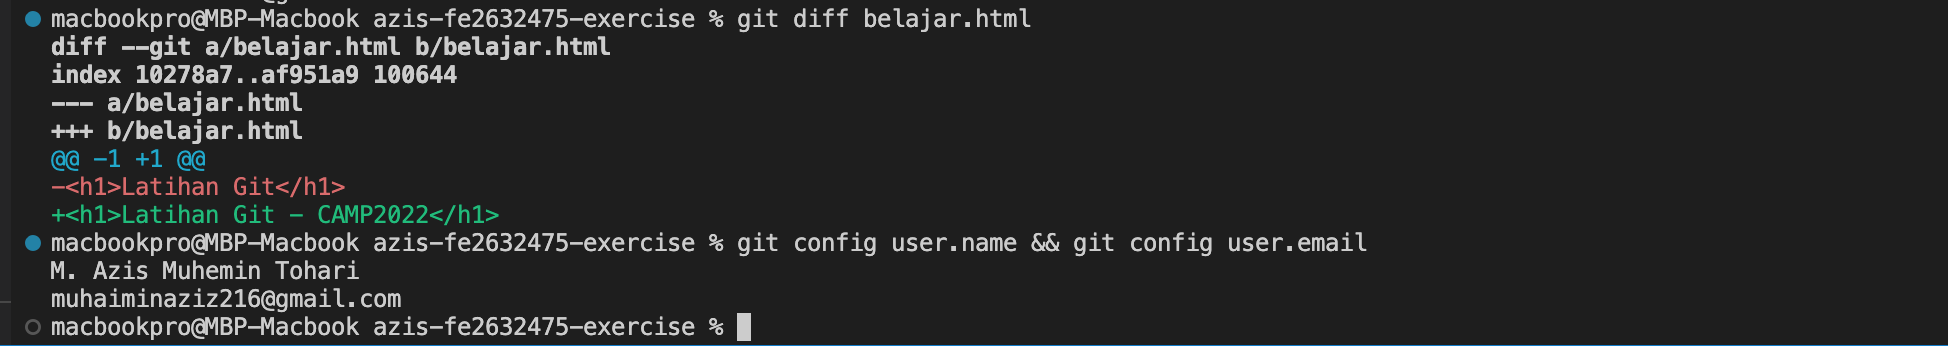 macbookpro@MBP-Macbook azis-fe2632475-exercise % git diff belajar.html
diff --git a/belajar.html b/belajar.html
index 10278a7..af951a9 100644
--- a/belajar.html
+++ b/belajar.html
@@ -1 +1 @@
-<h1>Latihan Git</h1>
+<h1>Latihan Git - CAMP2022</h1>
macbookpro@MBP-Macbook azis-fe2632475-exercise % git config user.name && git config user.email
M. Azis Muhemin Tohari
muhaiminaziz216@gmail.com
macbookpro@MBP-Macbook azis-fe2632475-exercise %